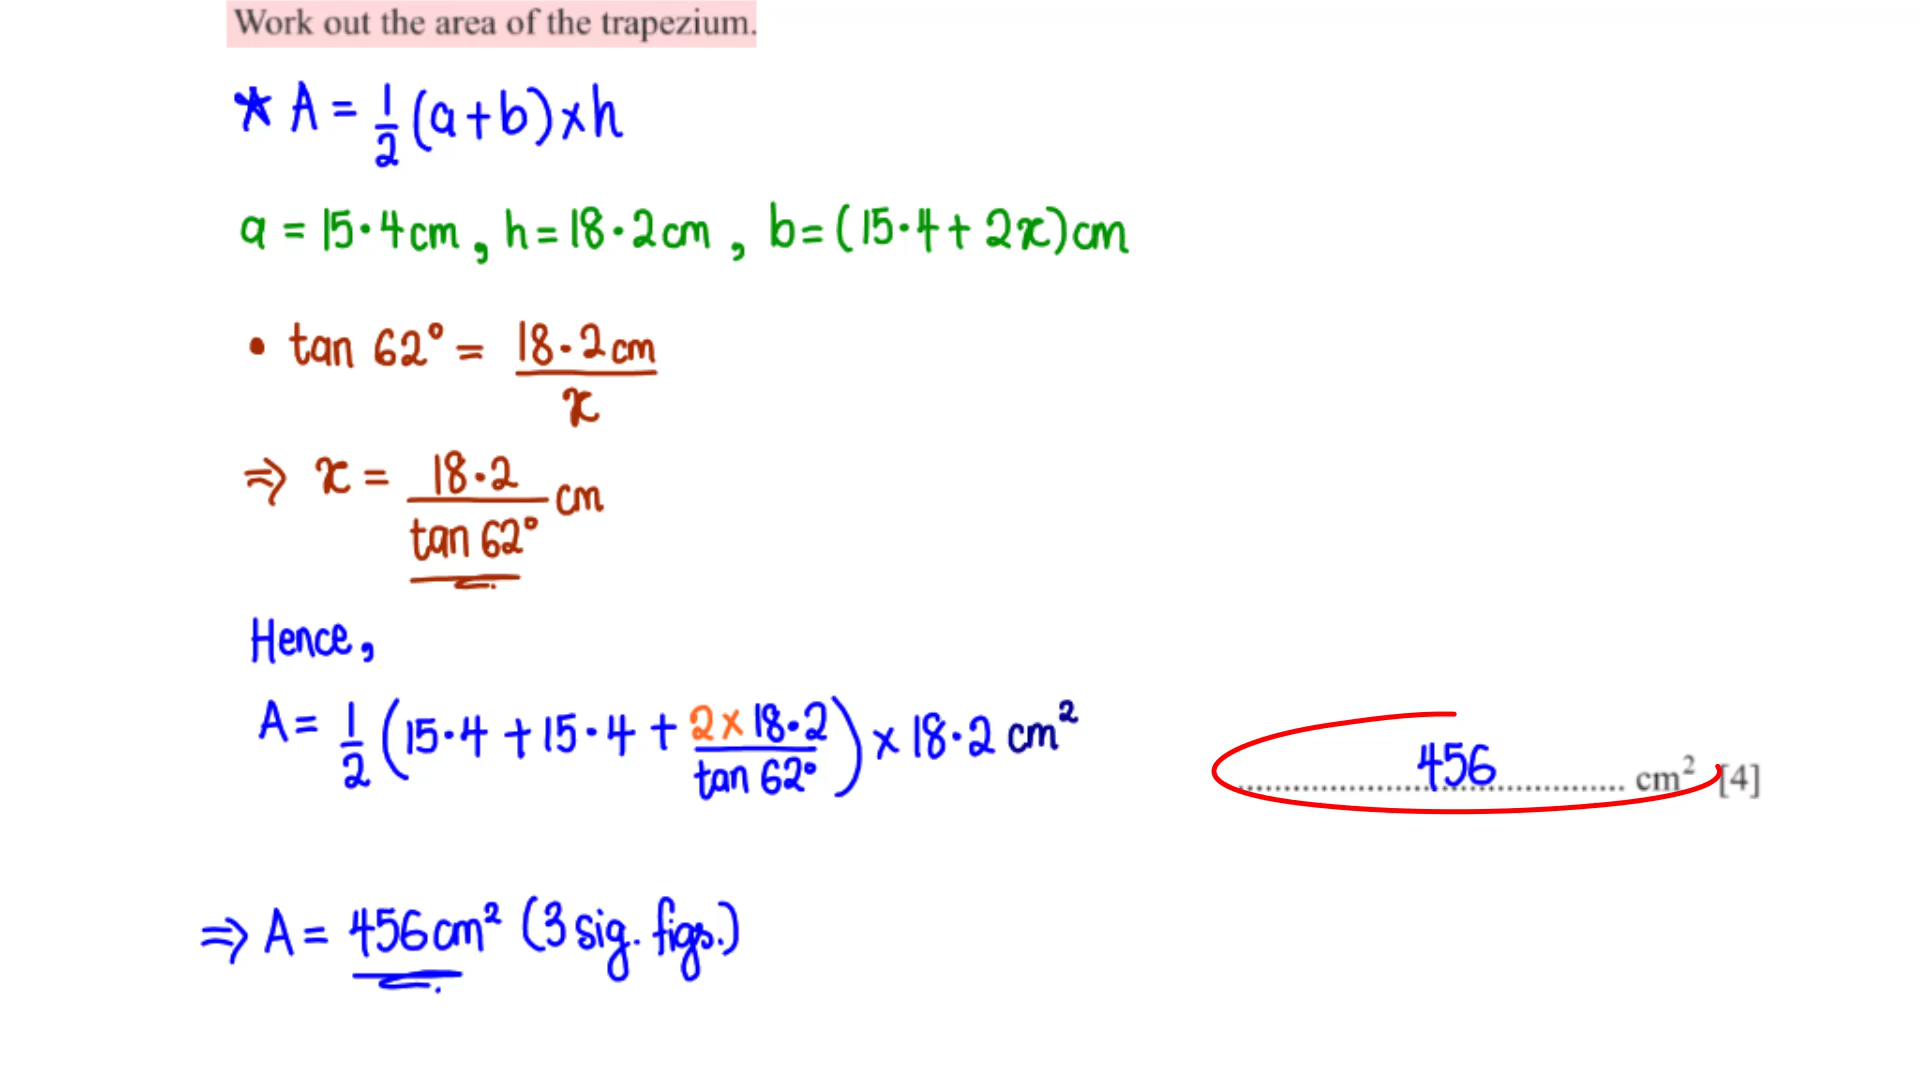 Work out the area of the trapezium.
* A = 1/2 (a+b) × h
a = 15·4cm, h = 18·2cm, b = (15·4 + 2x)cm
• tan 62° = 18·2cm / x
⇒ x = 18·2 / tan 62° cm
Hence,
A = 1/2 (15·4 + 15·4 + 2 × 18·2 / tan 62°) × 18·2 cm²
456 cm² [4]
⇒ A = 456cm² (3 sig. figs.)